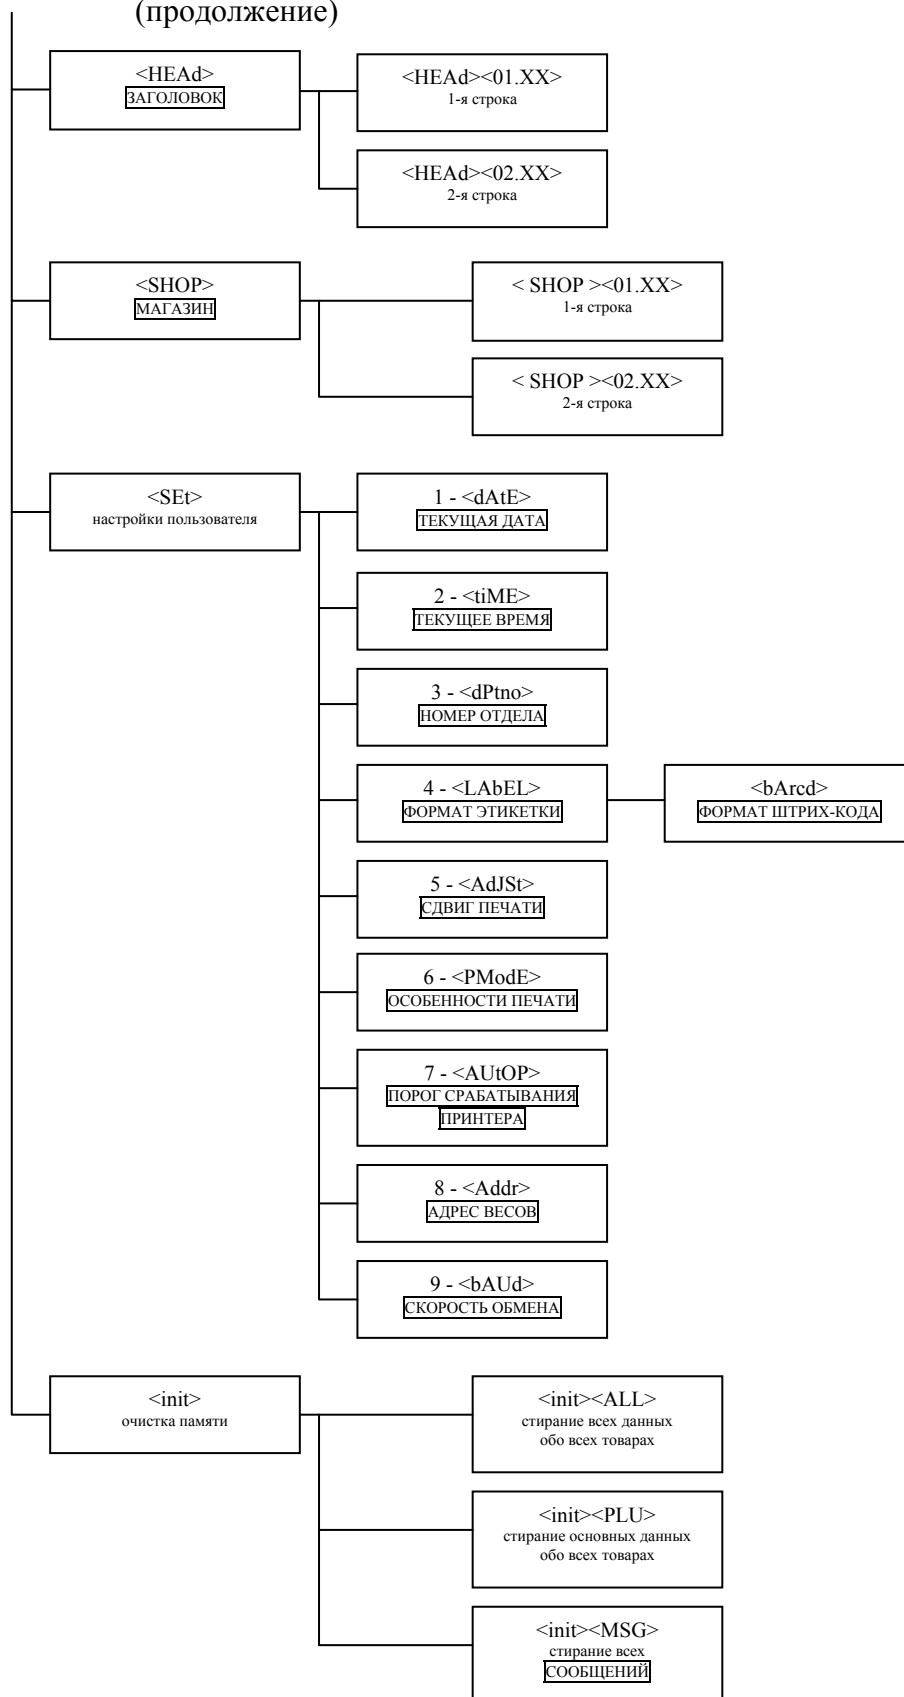 (продолжение)
<HEAd>
ЗАГОЛОВОК
<HEAd><01.XX>
1-я строка
<HEAd><02.XX>
2-я строка
<SHOP>
МАГАЗИН
< SHOP ><01.XX>
1-я строка
< SHOP ><02.XX>
2-я строка
<SEt>
настройки пользователя
1 - <dAtE>
ТЕКУЩАЯ ДАТА
2 - <tiME>
ТЕКУЩЕЕ ВРЕМЯ
3 - <dPtno>
НОМЕР ОТДЕЛА
4 - <LAbEL>
ФОРМАТ ЭТИКЕТКИ
<bArcd>
ФОРМАТ ШТРИХ-КОДА
5 - <AdJSt>
СДВИГ ПЕЧАТИ
6 - <PModE>
ОСОБЕННОСТИ ПЕЧАТИ
7 - <AUtOP>
ПОРОГ СРАБАТЫВАНИЯ
ПРИНТЕРА
8 - <Addr>
АДРЕС ВЕСОВ
9 - <bAUd>
СКОРОСТЬ ОБМЕНА
<init>
очистка памяти
<init><ALL>
стирание всех данных
обо всех товарах
<init><PLU>
стирание основных данных
обо всех товарах
<init><MSG>
стирание всех
СООБЩЕНИЙ